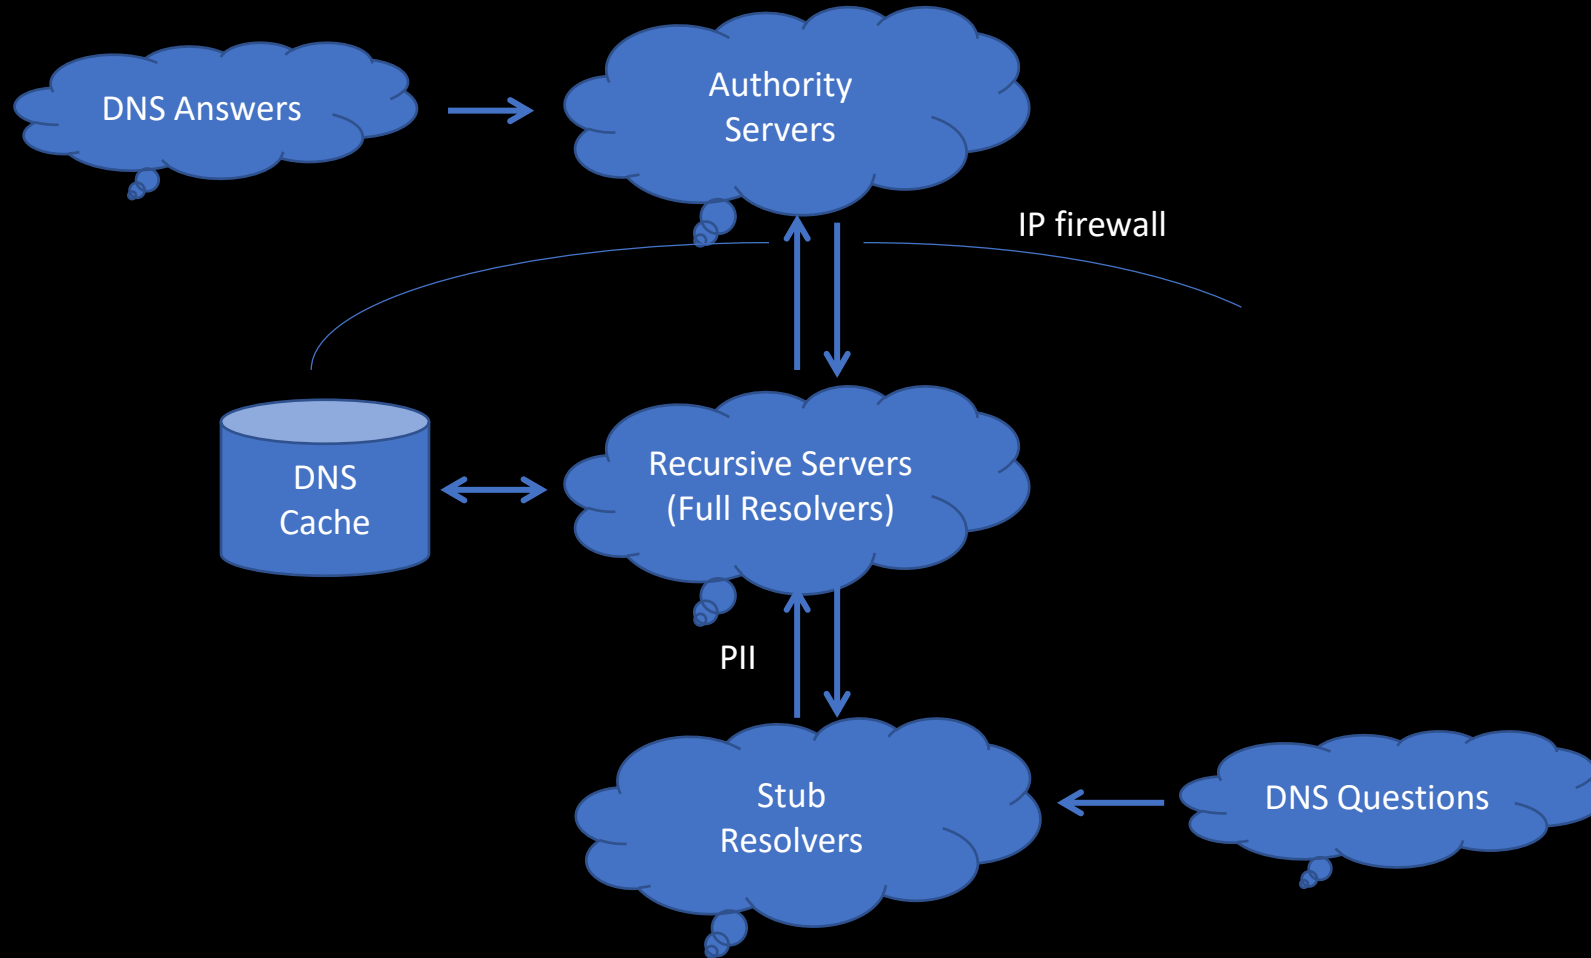 DNS Answers
Authority
Servers
IP firewall
DNS
Cache
Recursive Servers
(Full Resolvers)
PII
Stub
Resolvers
DNS Questions